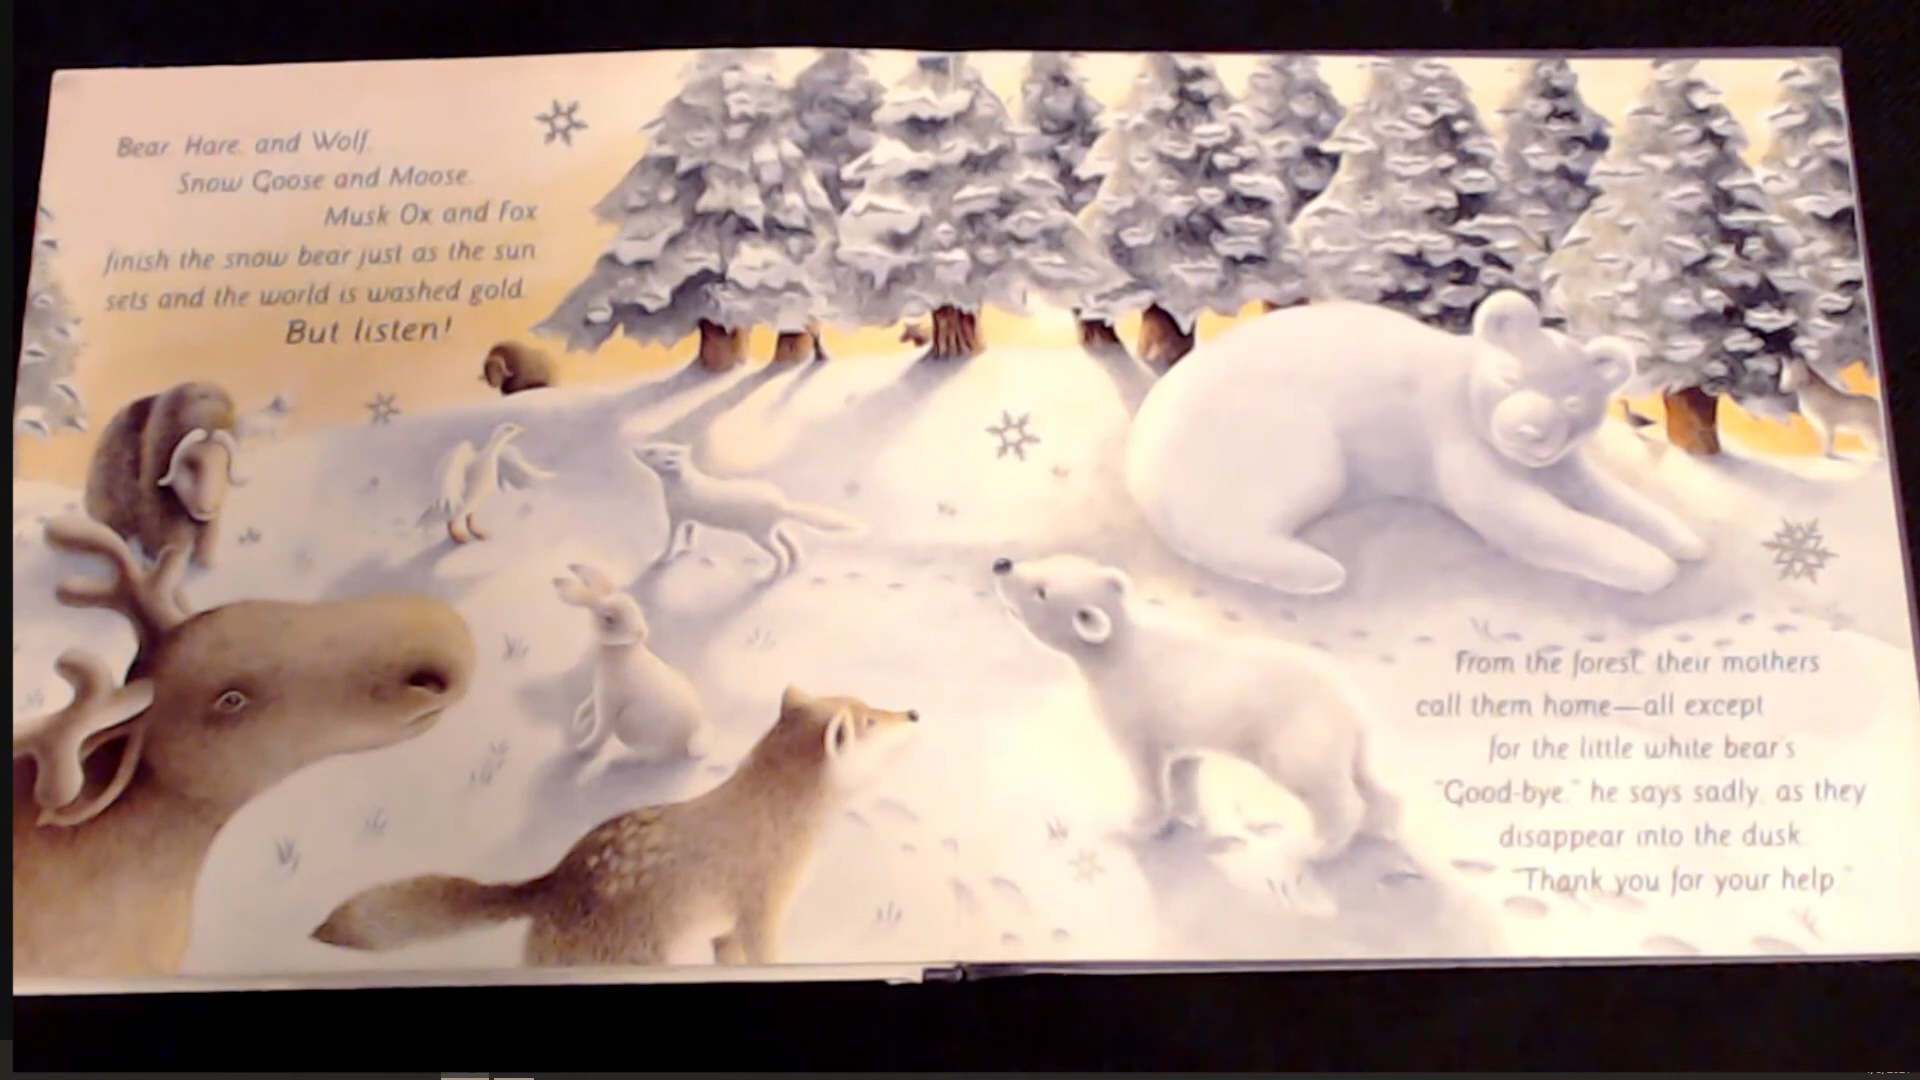 Bear, Hare, and Wolf,
Snow Goose and Moose,
Musk Ox and Fox
finish the snow bear just as the sun
sets and the world is washed gold.
But listen!
From the forest, their mothers
call them home—all except
for the little white bear's.
"Good-bye," he says sadly, as they
disappear into the dusk.
"Thank you for your help."